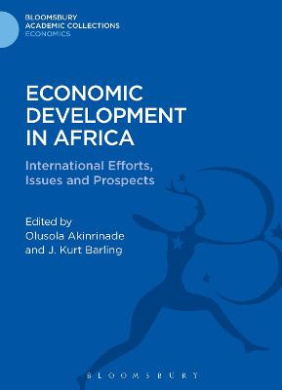 BLOOMSBURY
ACADEMIC COLLECTIONS
ECONOMICS
ECONOMIC
DEVELOPMENT
IN AFRICA
International Efforts,
Issues and Prospects
Edited by
Olusola Akinrinade
and J. Kurt Barling
BLOOMSBURY